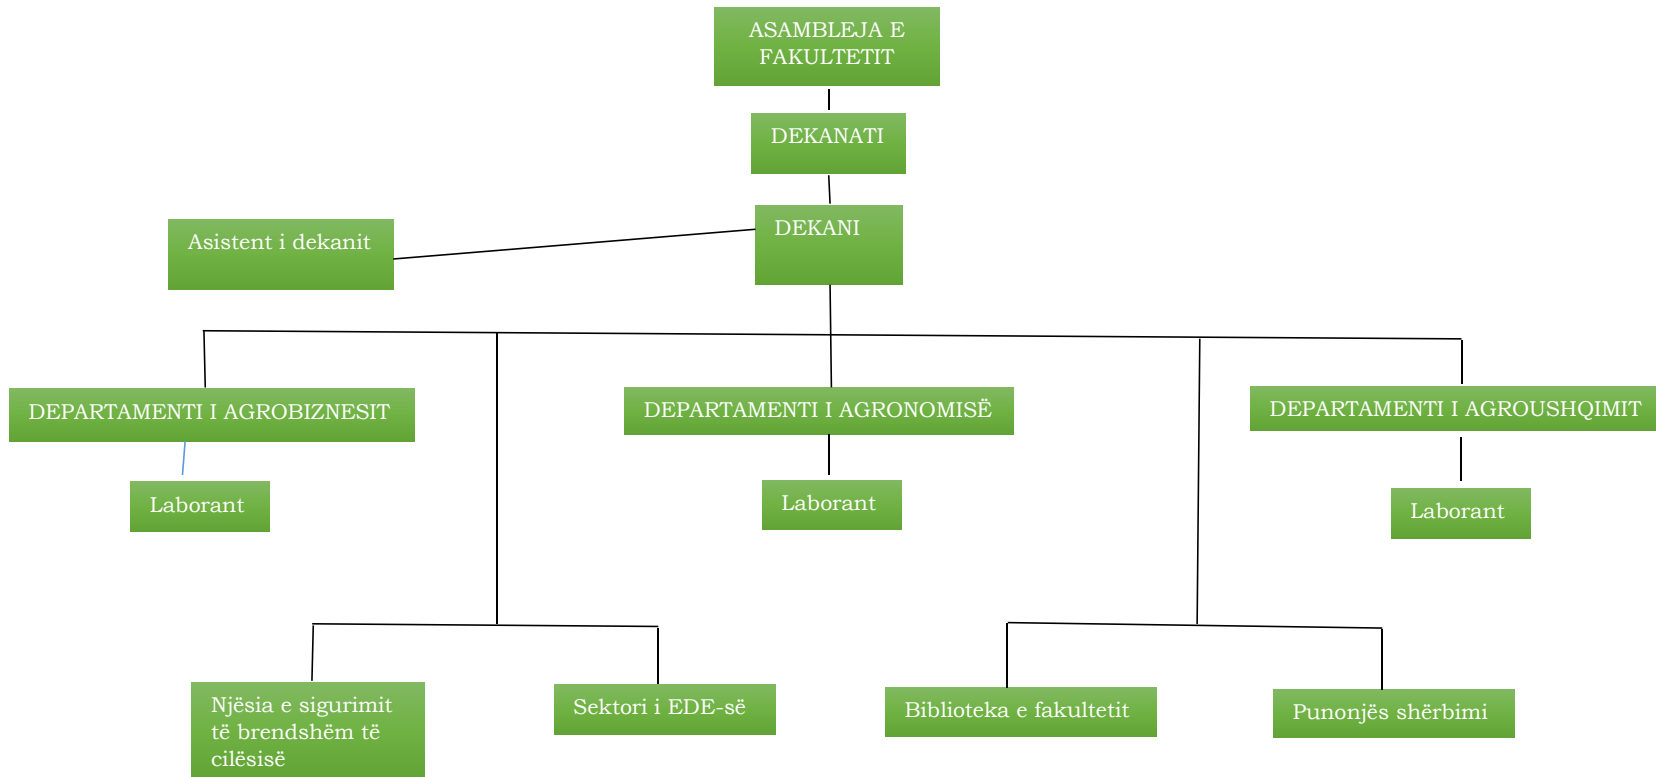 ASAMBLEJA E
FAKULTETIT
DEKANATI
DEKANI
Asistent i dekanit
DEPARTAMENTI I AGROBIZNESIT
DEPARTAMENTI I AGRONOMISË
DEPARTAMENTI I AGROUSHQIMIT
Laborant
Laborant
Laborant
Njësia e sigurimit
të brendshëm të
cilësisë
Sektori i EDE-së
Biblioteka e fakultetit
Punonjës shërbimi